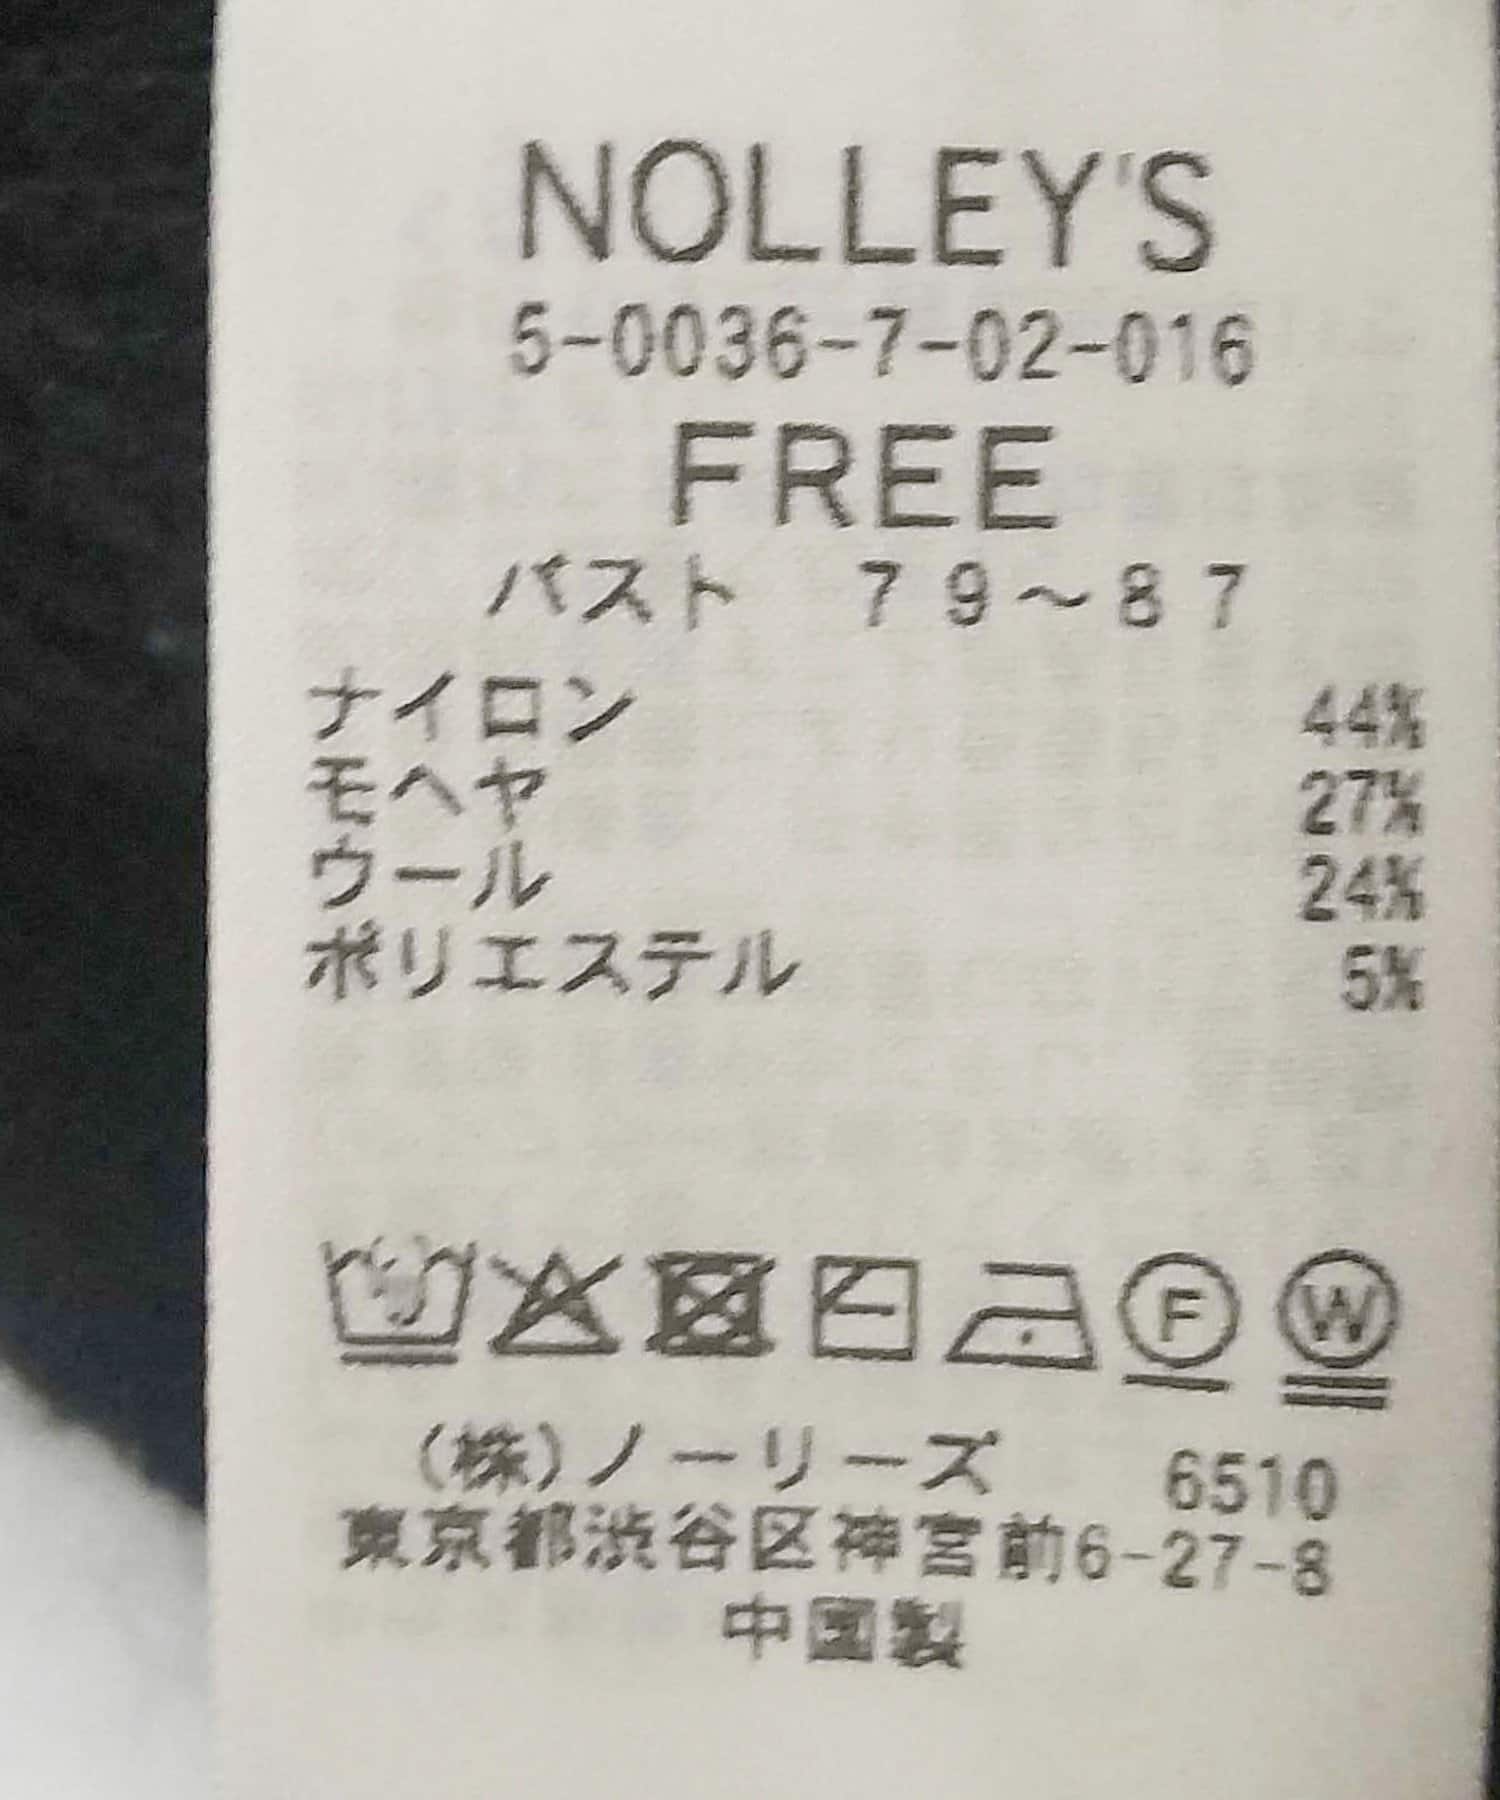 NOLLEY'S
5-0036-7-02-016
FREE
バスト 79～87
ナイロン 44%
モヘヤ 27%
ウール 24%
ポリエステル 5%
F W
(株)ノーリーズ 6510
東京都渋谷区神宮前6-27-8
中国製